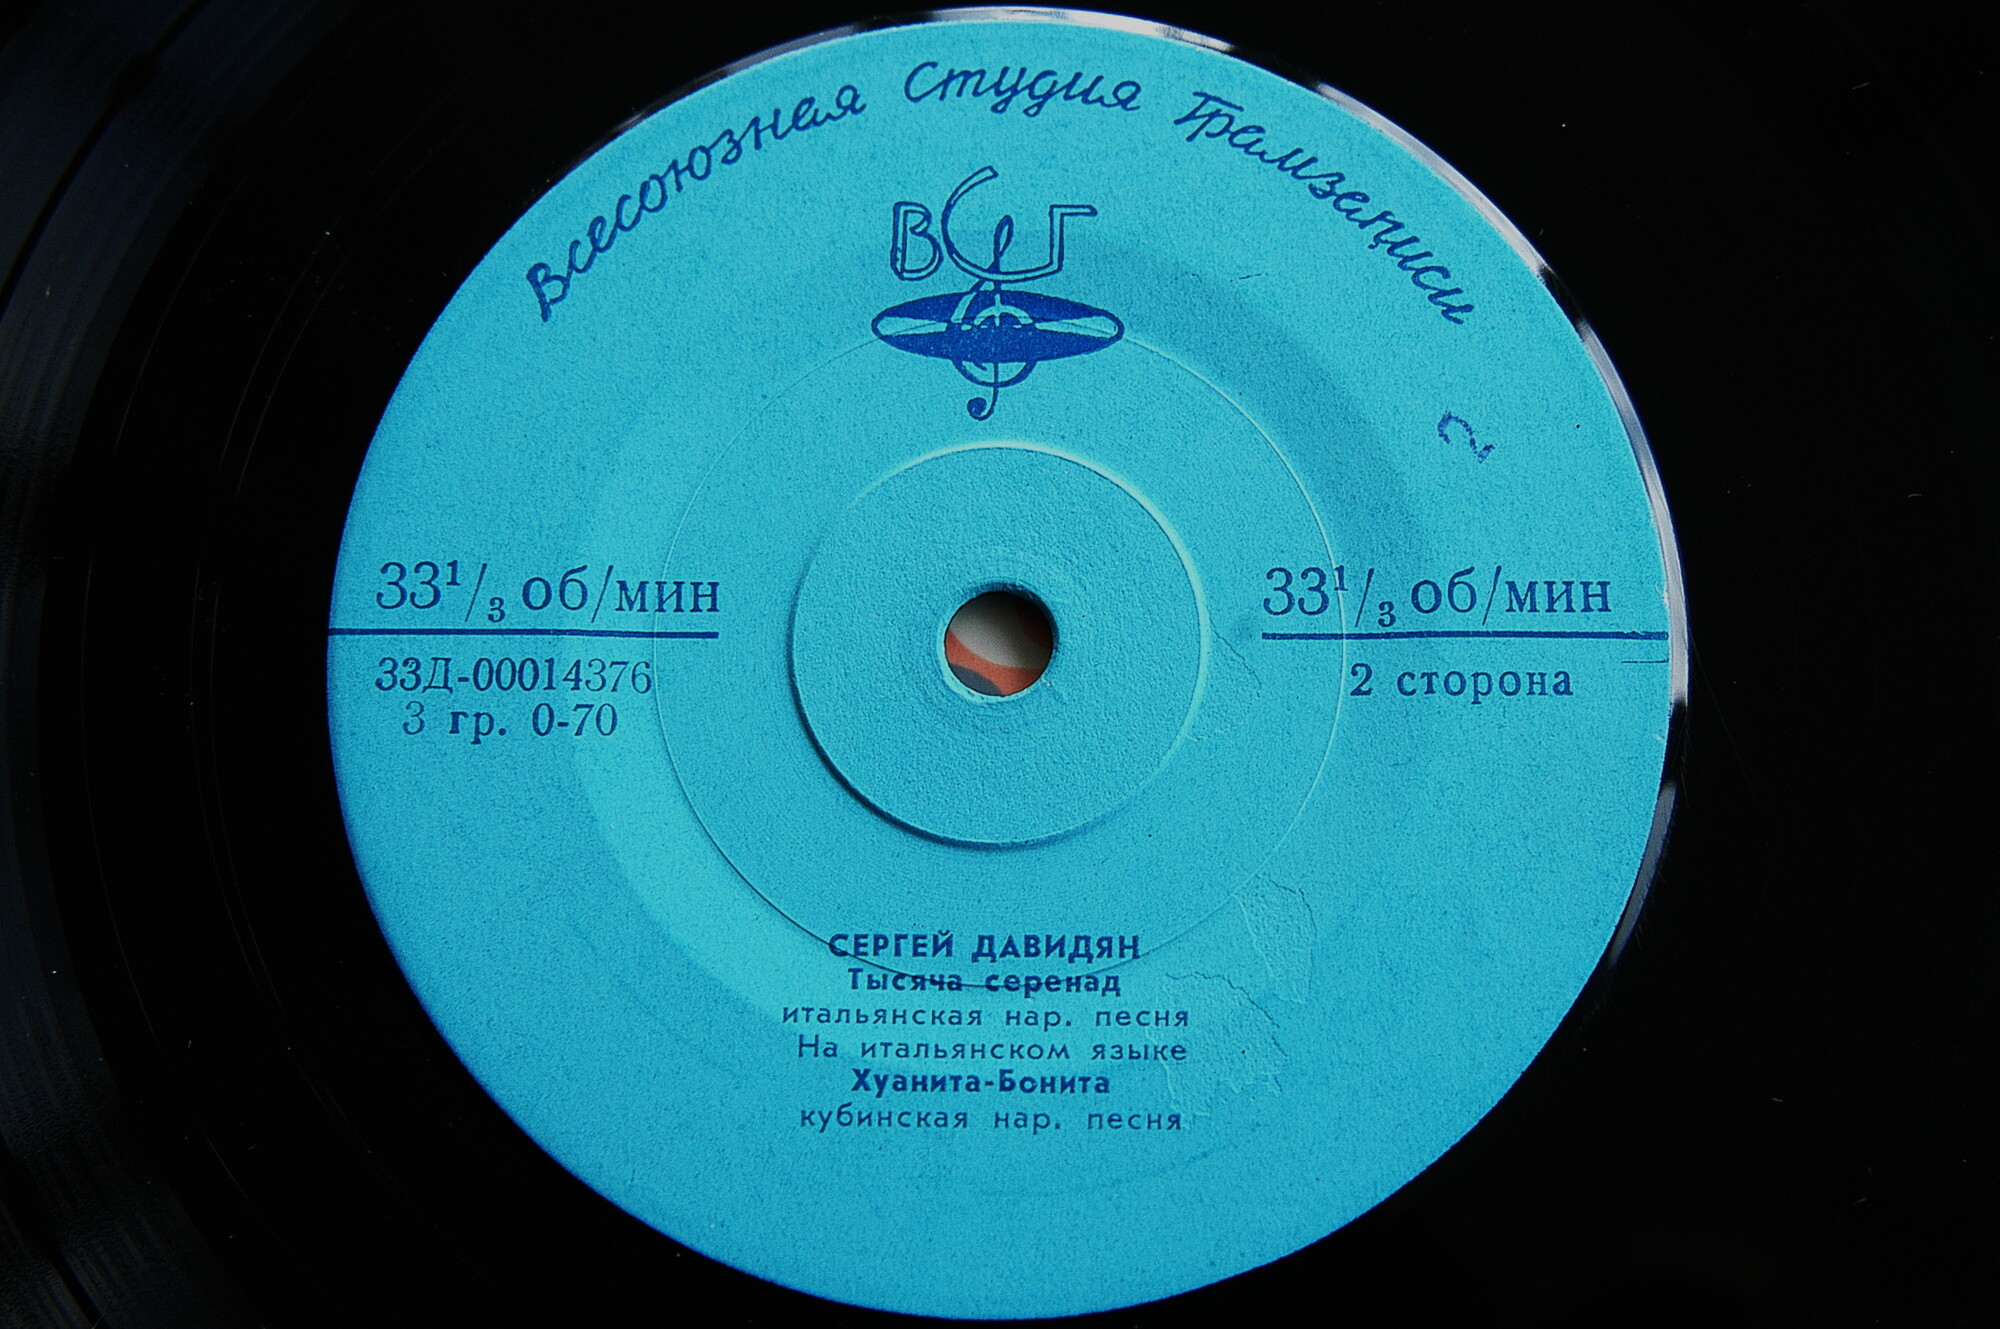 Всесоюзная Студия Грамзаписи
ВСГ
2
33¹/₃ об/мин
33¹/₃ об/мин
33Д-00014376
2 сторона
3 гр. 0-70
СЕРГЕЙ ДАВИДЯН
Тысяча серенад
итальянская нар. песня
На итальянском языке
Хуанита-Бонита
кубинская нар. песня